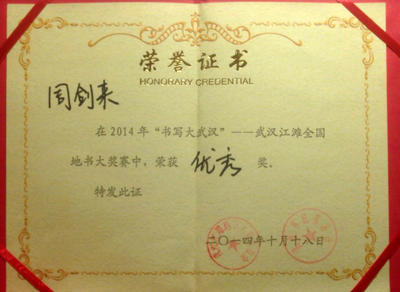 荣誉证书
HONORARY CREDENTIAL
周剑来
在2014年“书写大武汉”——武汉江滩全国
地书大奖赛中，荣获 优秀 奖。
特发此证
二〇一四年十月十八日